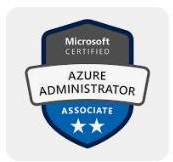 Microsoft
CERTIFIED
AZURE
ADMINISTRATOR
ASSOCIATE